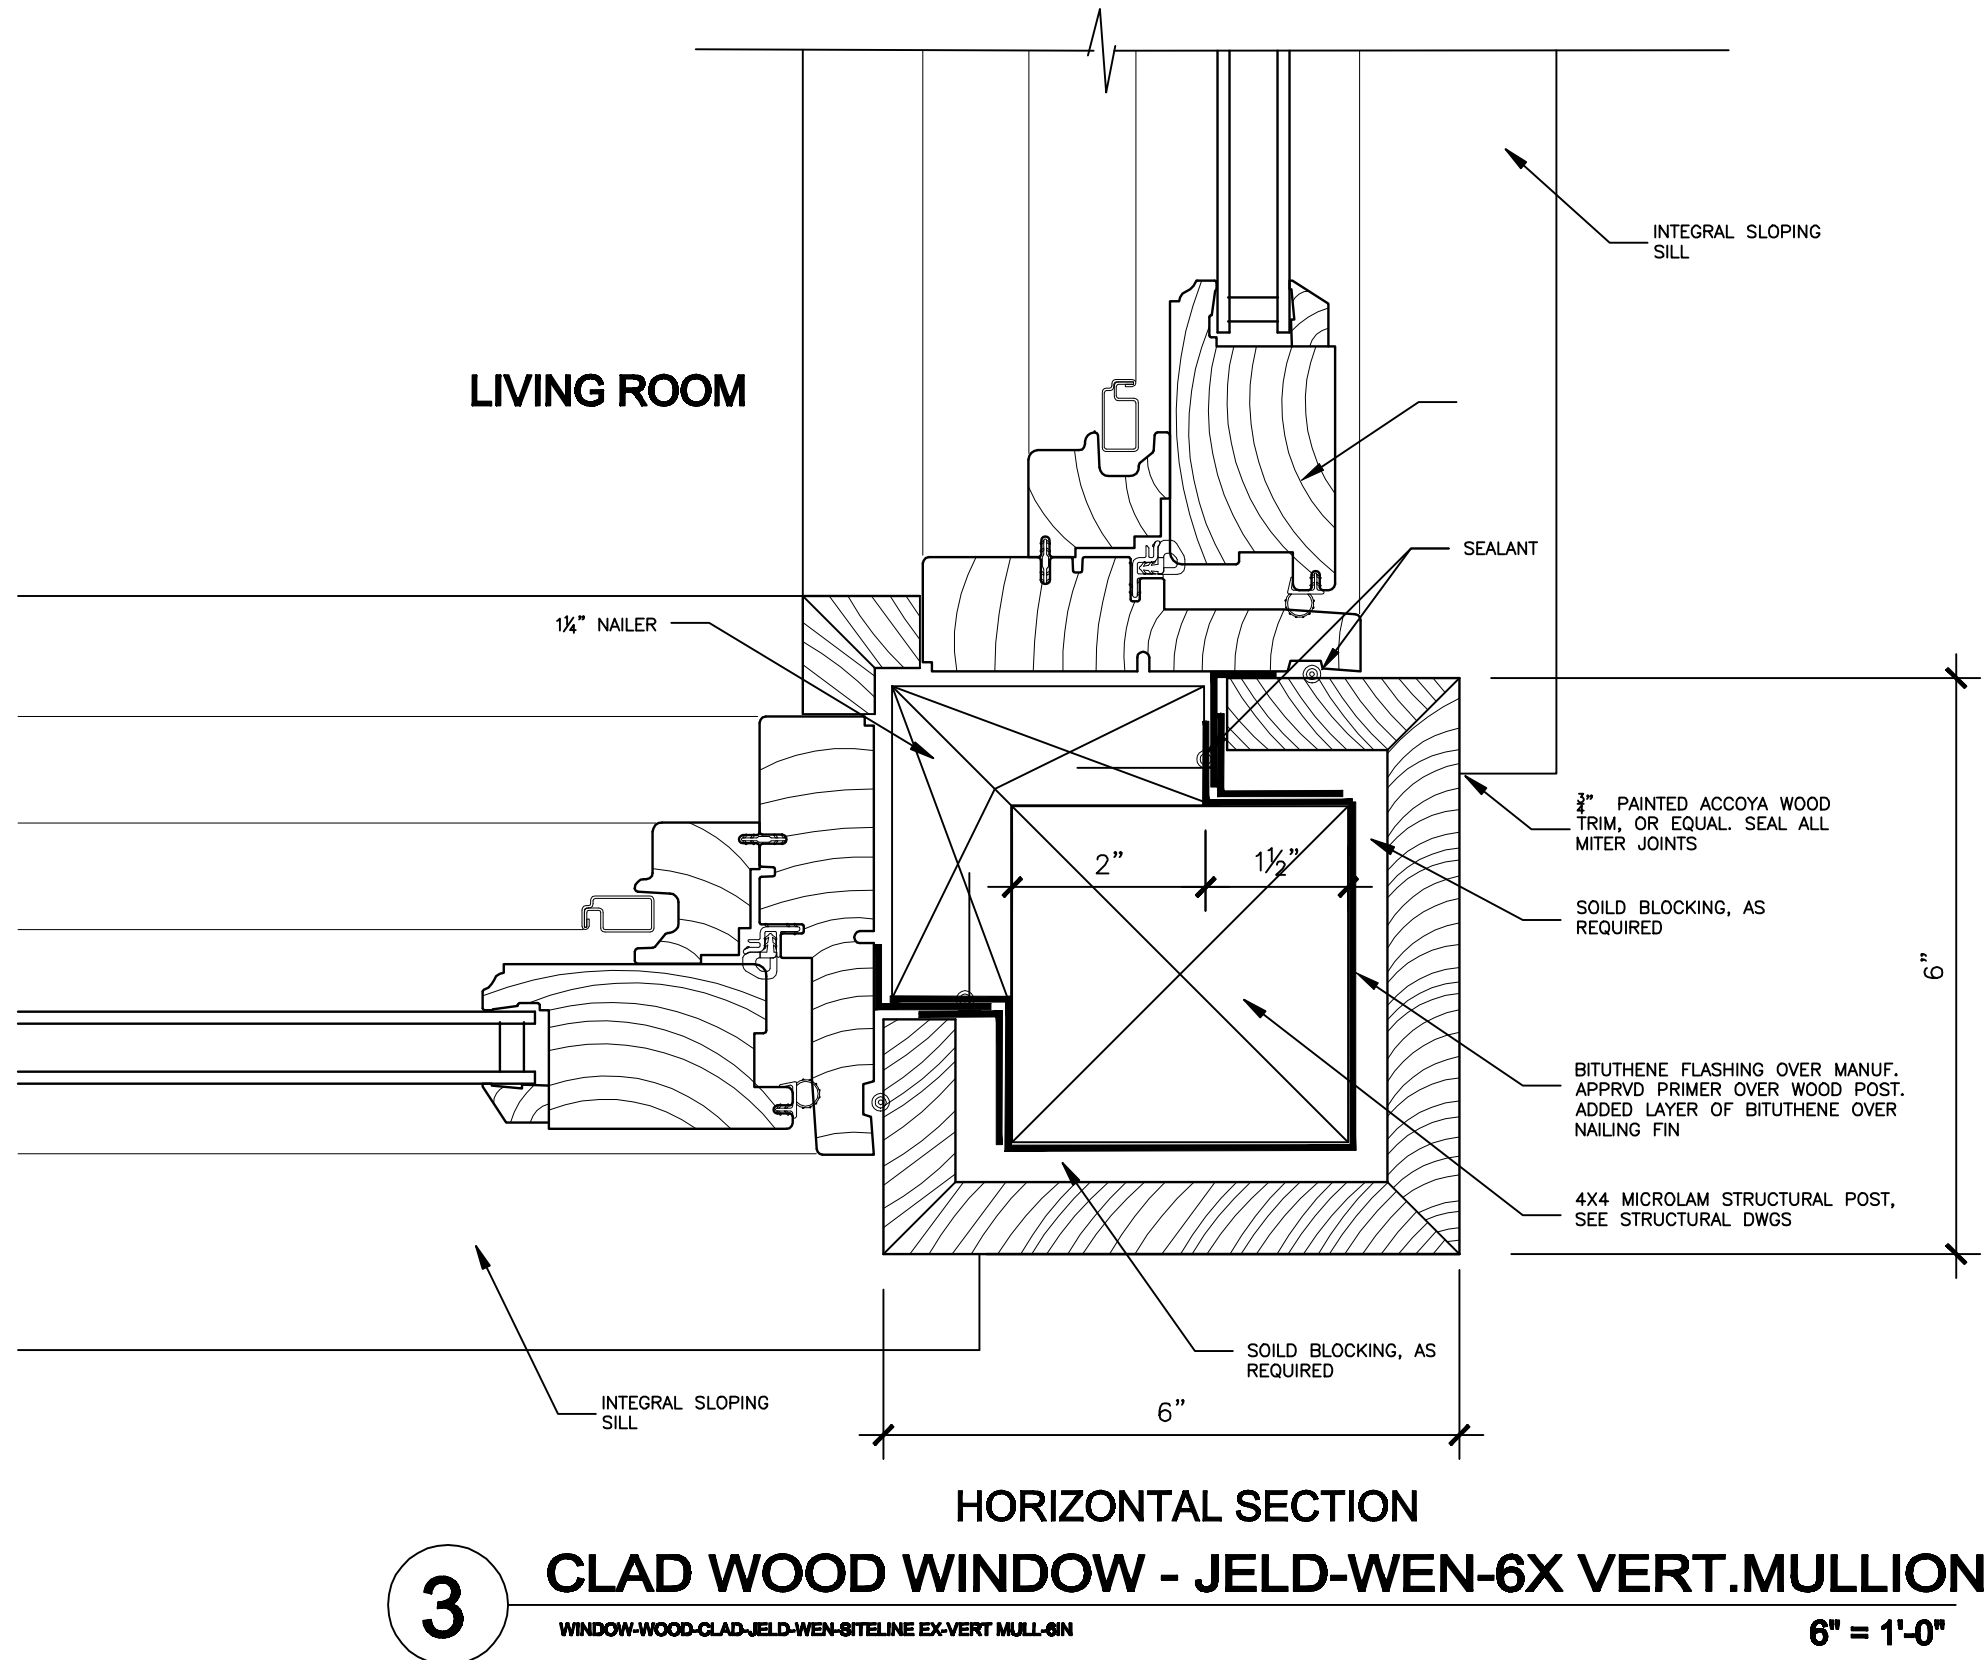 INTEGRAL SLOPING
SILL
LIVING ROOM
SEALANT
1¼” NAILER
¾” PAINTED ACCOYA WOOD
TRIM, OR EQUAL. SEAL ALL
MITER JOINTS
2”
1½”
SOILD BLOCKING, AS
REQUIRED
6”
BITUTHENE FLASHING OVER MANUF.
APPRVD PRIMER OVER WOOD POST.
ADDED LAYER OF BITUTHENE OVER
NAILING FIN
4X4 MICROLAM STRUCTURAL POST,
SEE STRUCTURAL DWGS
SOILD BLOCKING, AS
REQUIRED
INTEGRAL SLOPING
SILL
6”
HORIZONTAL SECTION
3
CLAD WOOD WINDOW - JELD-WEN-6X VERT.MULLION
WINDOW-WOOD-CLAD-JELD-WEN-SITELINE EX-VERT MULL-6IN
6" = 1'-0"